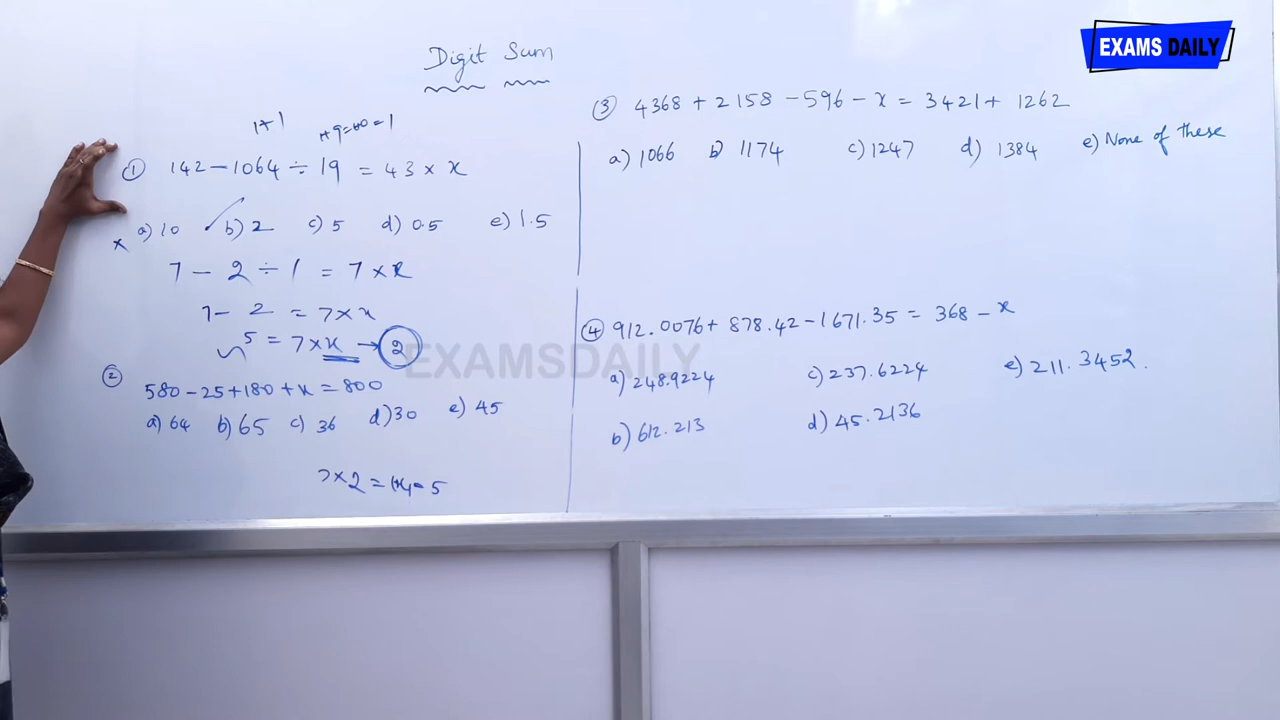 EXAMS DAILY
Digit Sum
1+1
1+9=10=1
① 142 - 1064 ÷ 19 = 43 × x
a) 10 b) 2 c) 5 d) 0.5 e) 1.5
7 - 2 ÷ 1 = 7 × x
7 - 2 = 7 × x
5 = 7 × x → 2
② 580 - 25 + 180 + x = 800
a) 64 b) 65 c) 36 d) 30 e) 45
7×2 = 1+4 = 5
③ 4368 + 2158 - 596 - x = 3421 + 1262
a) 1066 b) 1174 c) 1247 d) 1384 e) None of these
④ 912.0076 + 878.42 - 1671.35 = 368 - x
a) 248.9224 c) 237.6224 e) 211.3452.
b) 612.213 d) 45.2136
EXAMSDAILY